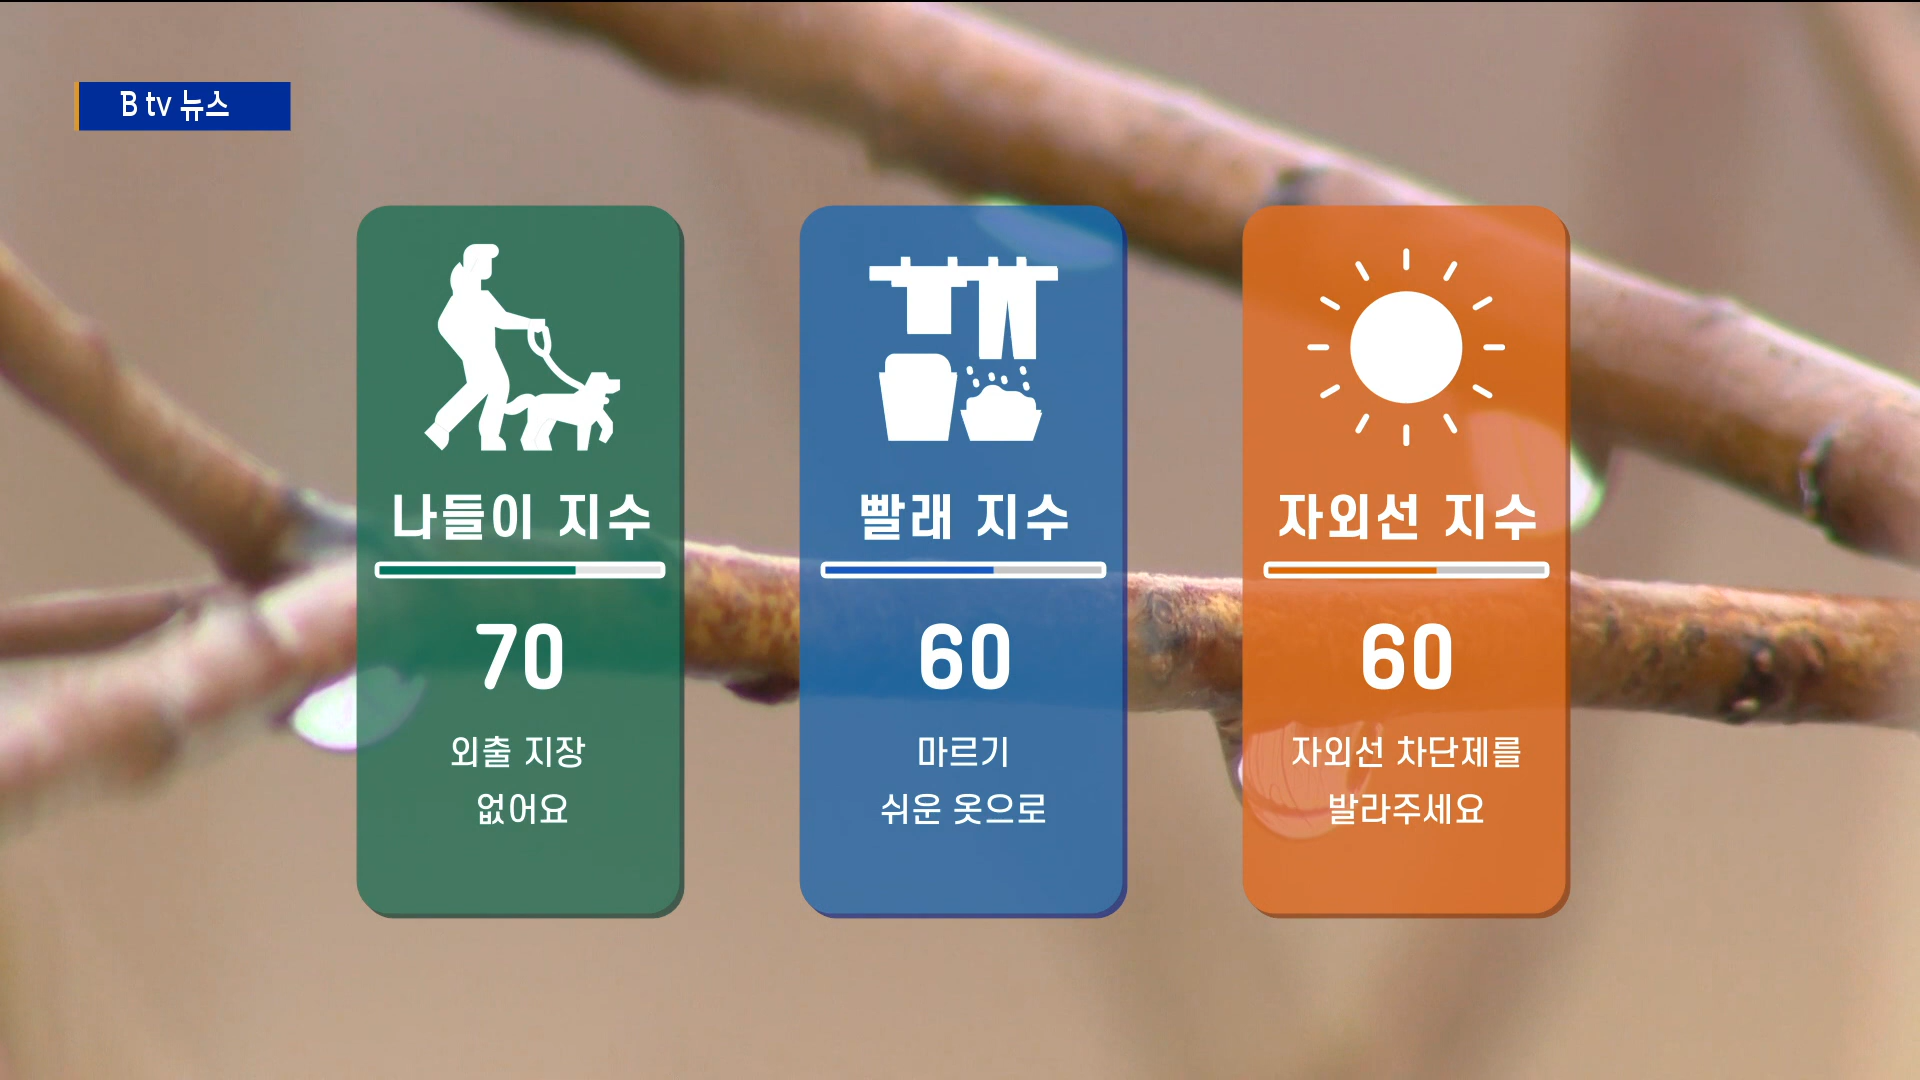 B tv 뉴스
나들이 지수
70
외출 지장
없어요
빨래 지수
60
마르기
쉬운 옷으로
자외선 지수
60
자외선 차단제를
발라주세요